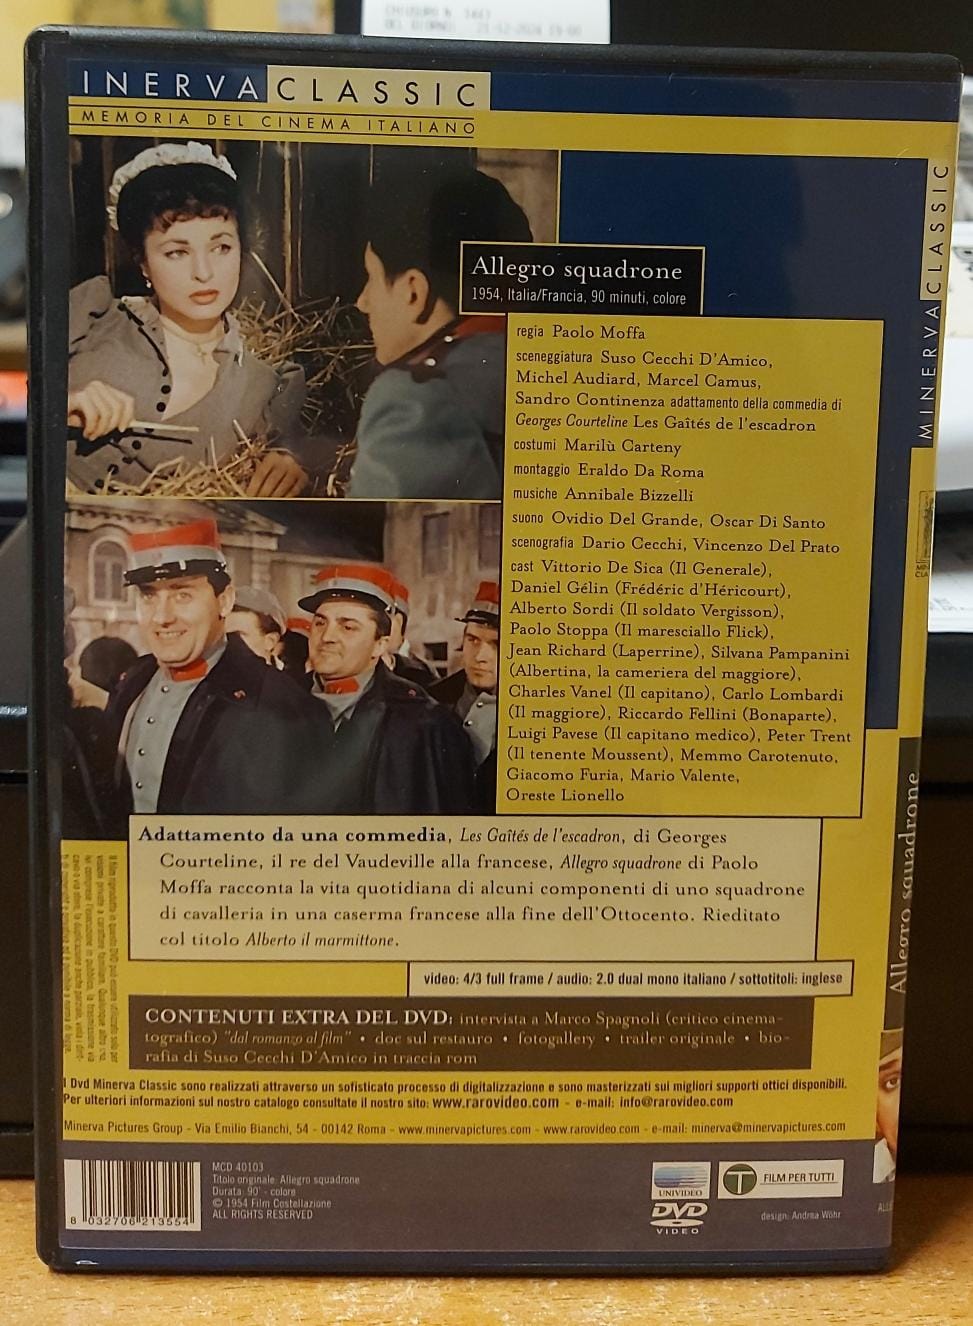 CHIUSURO N. 1443
DEL GIORNO: 21-12-2024 19:00
INERVA CLASSIC
MEMORIA DEL CINEMA ITALIANO
Allegro squadrone
1954, Italia/Francia, 90 minuti, colore
regia Paolo Moffa
sceneggiatura Suso Cecchi D'Amico,
Michel Audiard, Marcel Camus,
Sandro Continenza adattamento della commedia di
Georges Courteline Les Gaîtés de l'escadron
costumi Marilù Carteny
montaggio Eraldo Da Roma
musiche Annibale Bizzelli
suono Ovidio Del Grande, Oscar Di Santo
scenografia Dario Cecchi, Vincenzo Del Prato
cast Vittorio De Sica (Il Generale),
Daniel Gélin (Frédéric d'Héricourt),
Alberto Sordi (Il soldato Vergisson),
Paolo Stoppa (Il maresciallo Flick),
Jean Richard (Laperrine), Silvana Pampanini
(Albertina, la cameriera del maggiore),
Charles Vanel (Il capitano), Carlo Lombardi
(Il maggiore), Riccardo Fellini (Bonaparte),
Luigi Pavese (Il capitano medico), Peter Trent
(Il tenente Moussent), Memmo Carotenuto,
Giacomo Furia, Mario Valente,
Oreste Lionello
Adattamento da una commedia, Les Gaîtés de l'escadron, di Georges
Courteline, il re del Vaudeville alla francese, Allegro squadrone di Paolo
Moffa racconta la vita quotidiana di alcuni componenti di uno squadrone
di cavalleria in una caserma francese alla fine dell'Ottocento. Rieditato
col titolo Alberto il marmittone.
video: 4/3 full frame / audio: 2.0 dual mono italiano / sottotitoli: inglese
CONTENUTI EXTRA DEL DVD: intervista a Marco Spagnoli (critico cinema-
tografico) "dal romanzo al film" • doc sul restauro • fotogallery • trailer originale • bio-
rafia di Suso Cecchi D'Amico in traccia rom
I Dvd Minerva Classic sono realizzati attraverso un sofisticato processo di digitalizzazione e sono masterizzati sui migliori supporti ottici disponibili.
Per ulteriori informazioni sul nostro catalogo consultate il nostro sito: www.rarovideo.com - e-mail: info@rarovideo.com
Minerva Pictures Group - Via Emilio Bianchi, 54 - 00142 Roma - www.minervapictures.com - www.rarovideo.com - e-mail: minerva@minervapictures.com
8 032706 213554
MCD 40103
Titolo originale: Allegro squadrone
Durata: 90' - colore
© 1954 Film Costellazione
ALL RIGHTS RESERVED
UNIVIDEO
DVD
VIDEO
T FILM PER TUTTI
design: Andrea Wöhr
MINERVA CLASSIC
Allegro squadrone